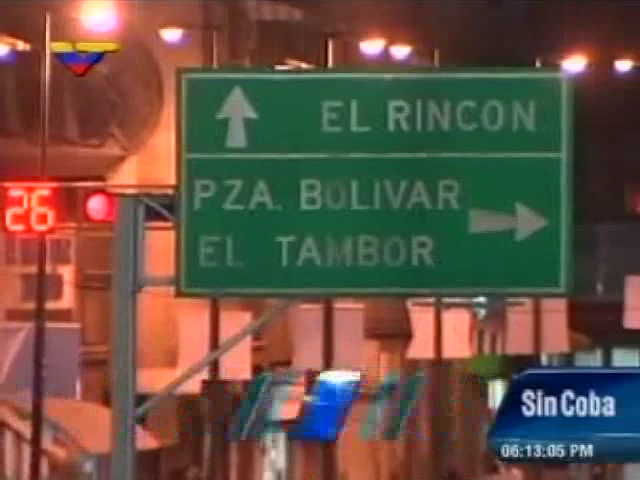 EL RINCON
PZA. BOLIVAR
EL TAMBOR
26
Sin Coba
06:13:05 PM